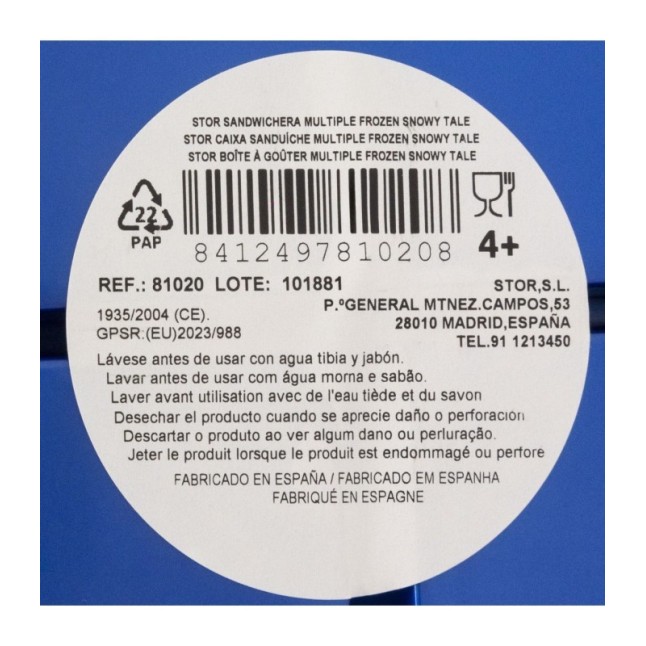 STOR SANDWICHERA MULTIPLE FROZEN SNOWY TALE
STOR CAIXA SANDUÍCHE MULTIPLE FROZEN SNOWY TALE
STOR BOÎTE À GOÛTER MULTIPLE FROZEN SNOWY TALE
22
PAP
8412497810208
4+
REF.: 81020 LOTE: 101881
STOR,S.L.
P.ºGENERAL MTNEZ.CAMPOS,53
28010 MADRID,ESPAÑA
TEL.91 1213450
1935/2004 (CE).
GPSR:(EU)2023/988
Lávese antes de usar con agua tibia y jabón.
Lavar antes de usar com água morna e sabão.
Laver avant utilisation avec de l'eau tiède et du savon
Desechar el producto cuando se aprecie daño o perforación
Descartar o produto ao ver algum dano ou perluração.
Jeter le produit lorsque le produit est endommagé ou perfore
FABRICADO EN ESPAÑA / FABRICADO EM ESPANHA
FABRIQUÉ EN ESPAGNE